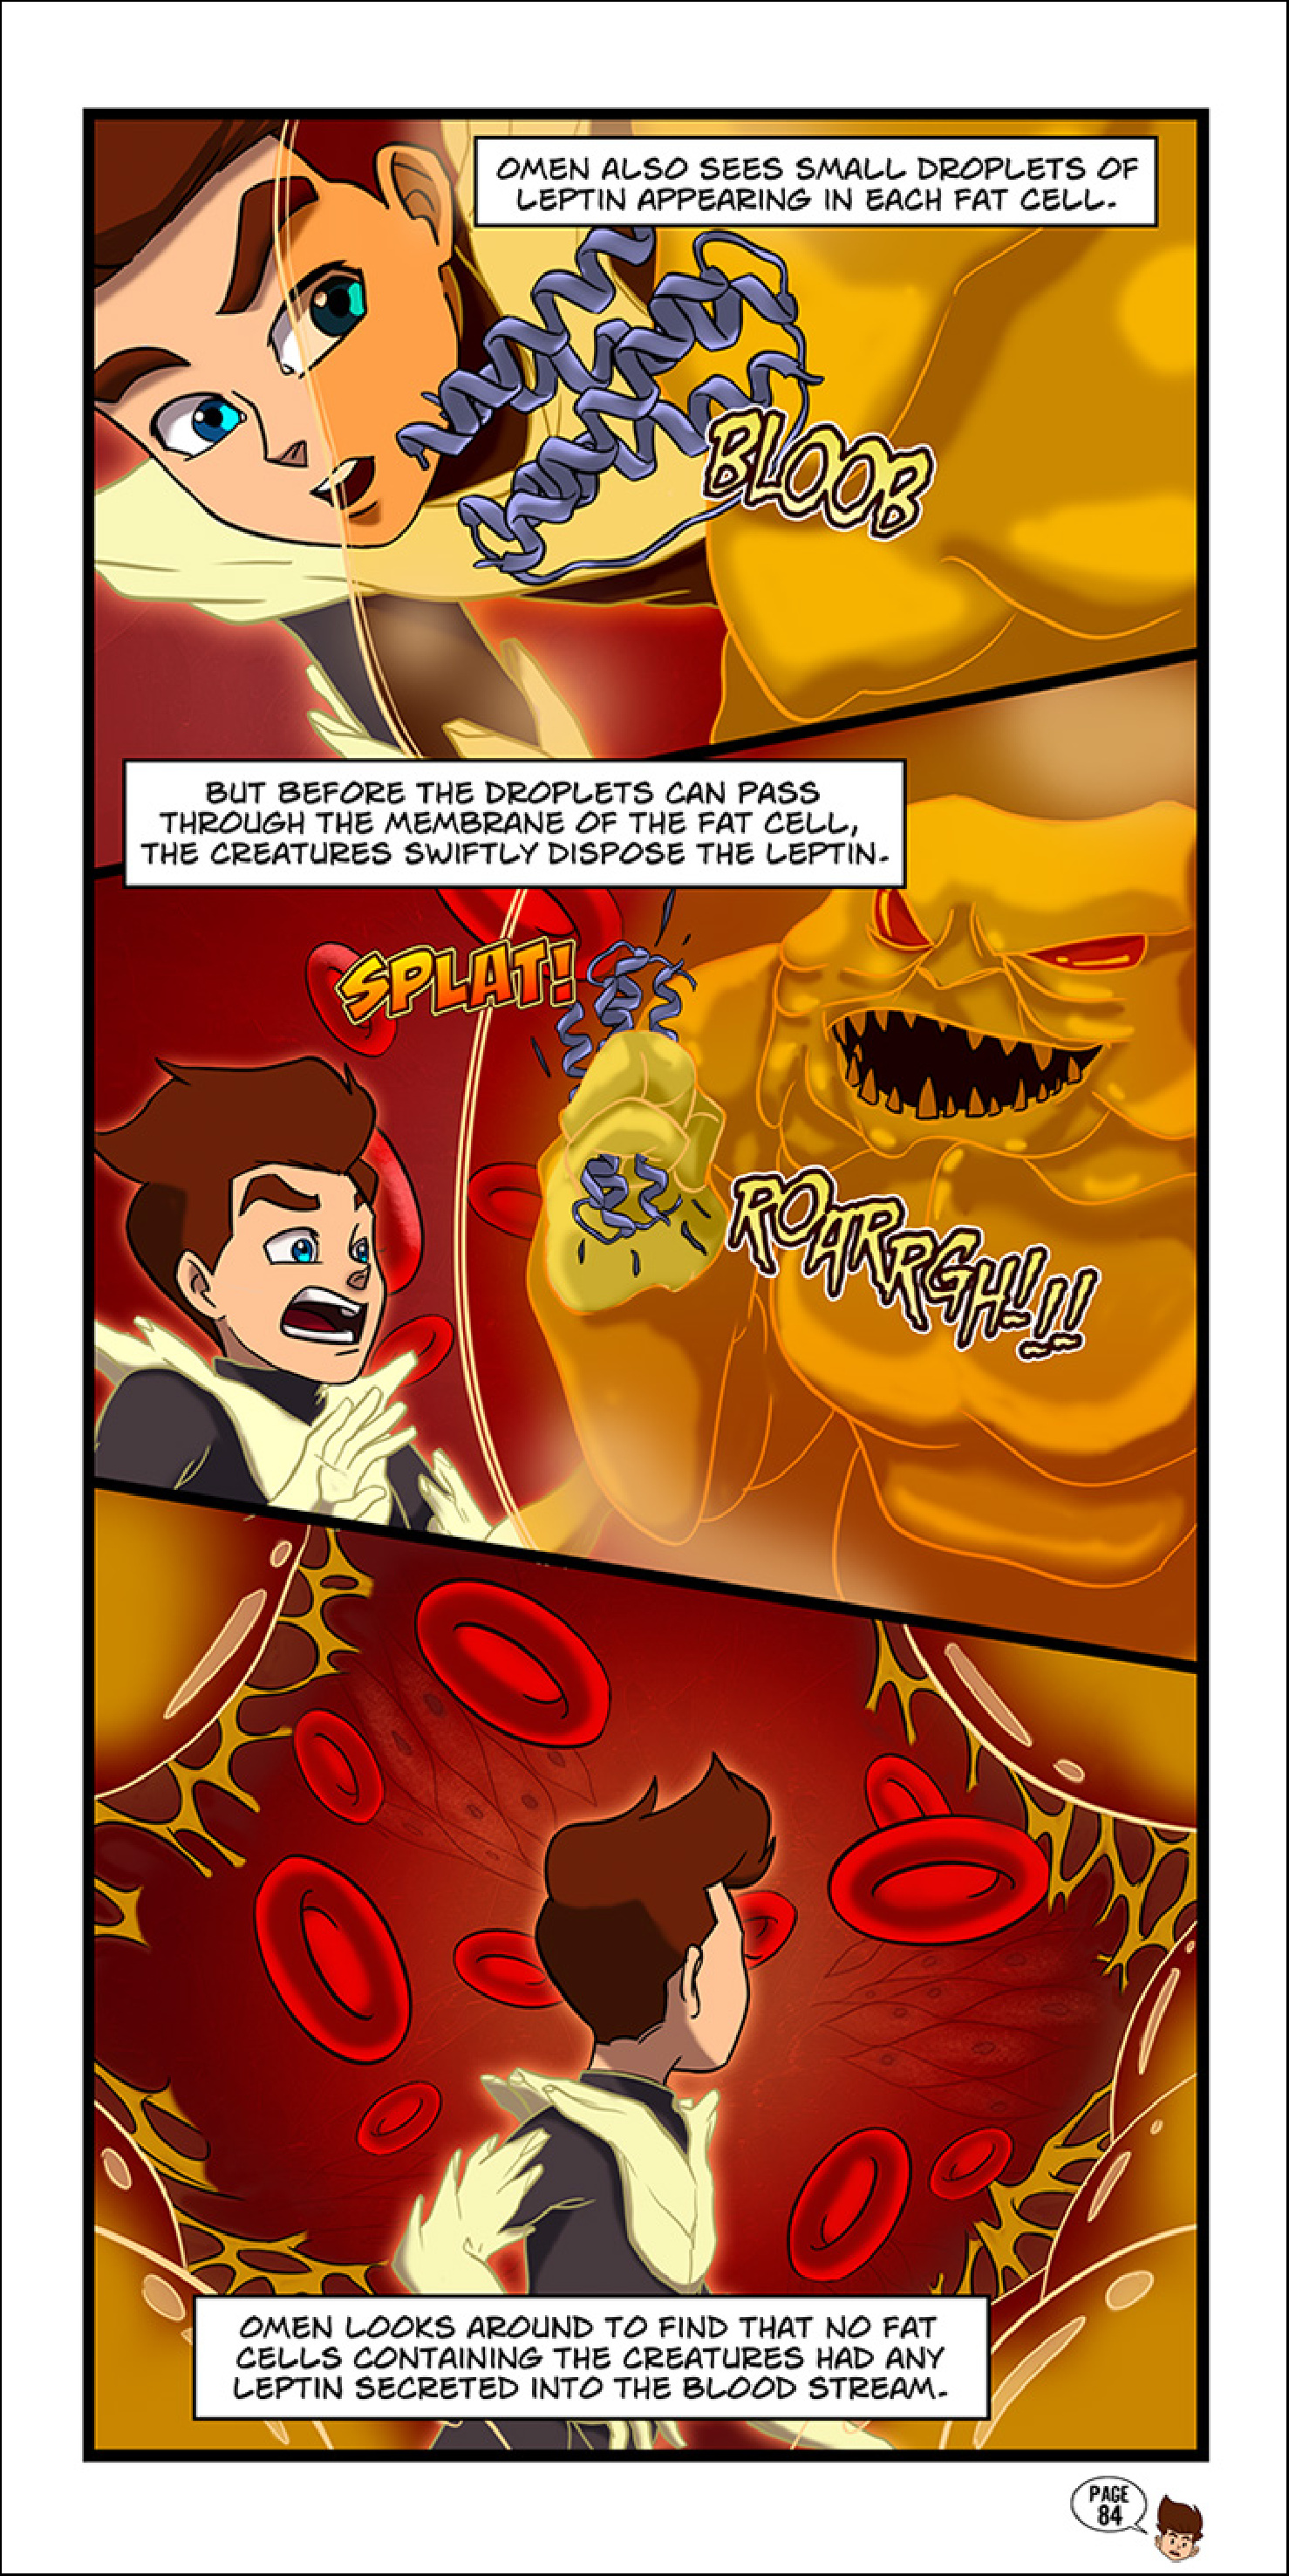 OMEN ALSO SEES SMALL DROPLETS OF
LEPTIN APPEARING IN EACH FAT CELL.
BLOOB
BUT BEFORE THE DROPLETS CAN PASS
THROUGH THE MEMBRANE OF THE FAT CELL,
THE CREATURES SWIFTLY DISPOSE THE LEPTIN.
SPLAT!
ROARRGH!!!
OMEN LOOKS AROUND TO FIND THAT NO FAT
CELLS CONTAINING THE CREATURES HAD ANY
LEPTIN SECRETED INTO THE BLOOD STREAM.
PAGE
84